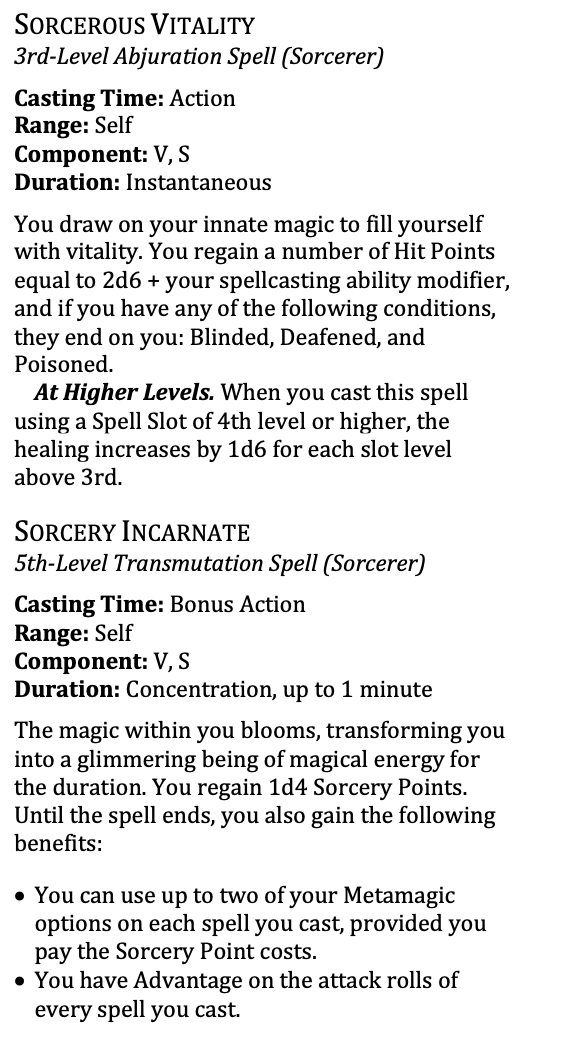 SORCEROUS VITALITY
3rd-Level Abjuration Spell (Sorcerer)
Casting Time: Action
Range: Self
Component: V, S
Duration: Instantaneous
You draw on your innate magic to fill yourself
with vitality. You regain a number of Hit Points
equal to 2d6 + your spellcasting ability modifier,
and if you have any of the following conditions,
they end on you: Blinded, Deafened, and
Poisoned.
At Higher Levels. When you cast this spell
using a Spell Slot of 4th level or higher, the
healing increases by 1d6 for each slot level
above 3rd.
SORCERY INCARNATE
5th-Level Transmutation Spell (Sorcerer)
Casting Time: Bonus Action
Range: Self
Component: V, S
Duration: Concentration, up to 1 minute
The magic within you blooms, transforming you
into a glimmering being of magical energy for
the duration. You regain 1d4 Sorcery Points.
Until the spell ends, you also gain the following
benefits:
• You can use up to two of your Metamagic
options on each spell you cast, provided you
pay the Sorcery Point costs.
• You have Advantage on the attack rolls of
every spell you cast.